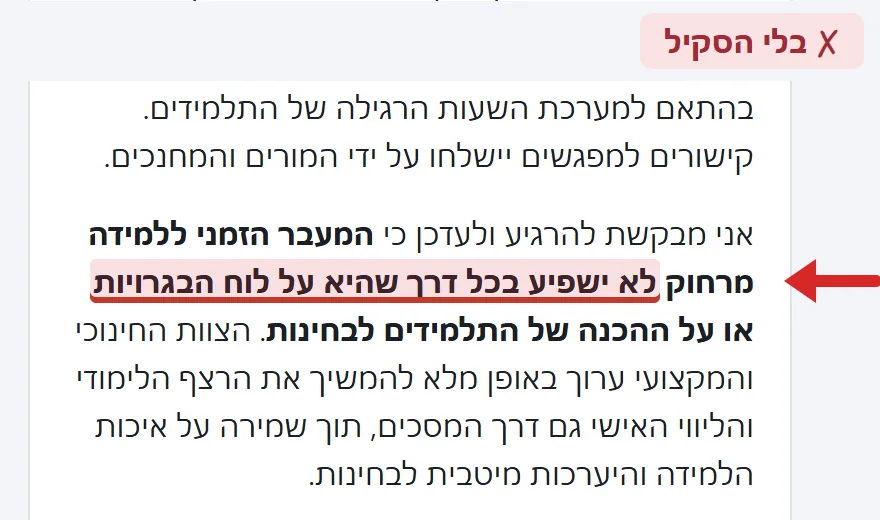 ✗ בלי הסקיל
בהתאם למערכת השעות הרגילה של התלמידים.
קישורים למפגשים יישלחו על ידי המורים והמחנכים.
אני מבקשת להרגיע ולעדכן כי המעבר הזמני ללמידה
מרחוק לא ישפיע בכל דרך שהיא על לוח הבגרויות
או על ההכנה של התלמידים לבחינות. הצוות החינוכי
והמקצועי ערוך באופן מלא להמשיך את הרצף הלימודי
והליווי האישי גם דרך המסכים, תוך שמירה על איכות
הלמידה והיערכות מיטבית לבחינות.